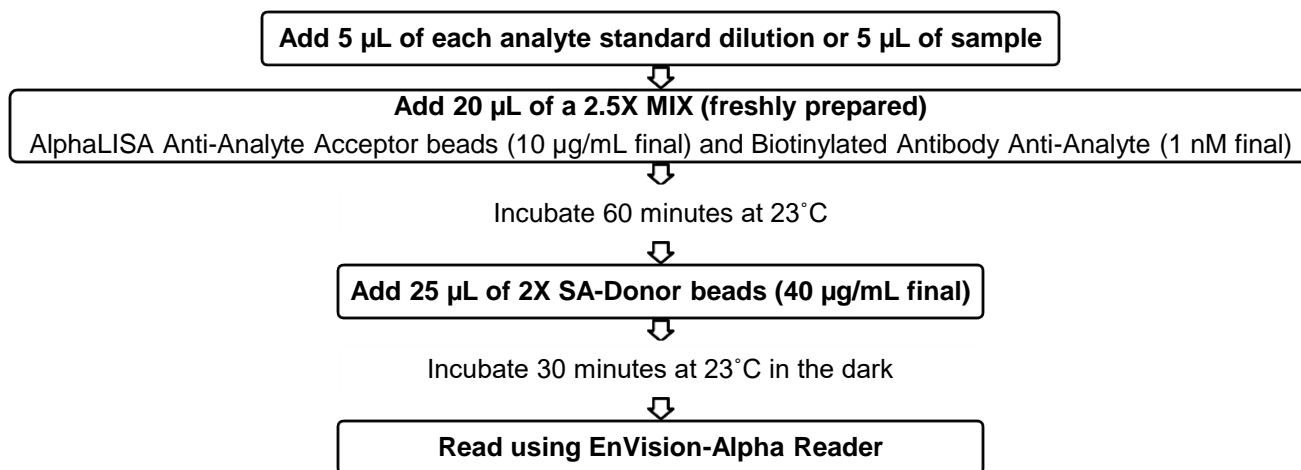 Add 5 µL of each analyte standard dilution or 5 µL of sample
Add 20 µL of a 2.5X MIX (freshly prepared)
AlphaLISA Anti-Analyte Acceptor beads (10 µg/mL final) and Biotinylated Antibody Anti-Analyte (1 nM final)
Incubate 60 minutes at 23˚C
Add 25 µL of 2X SA-Donor beads (40 µg/mL final)
Incubate 30 minutes at 23˚C in the dark
Read using EnVision-Alpha Reader